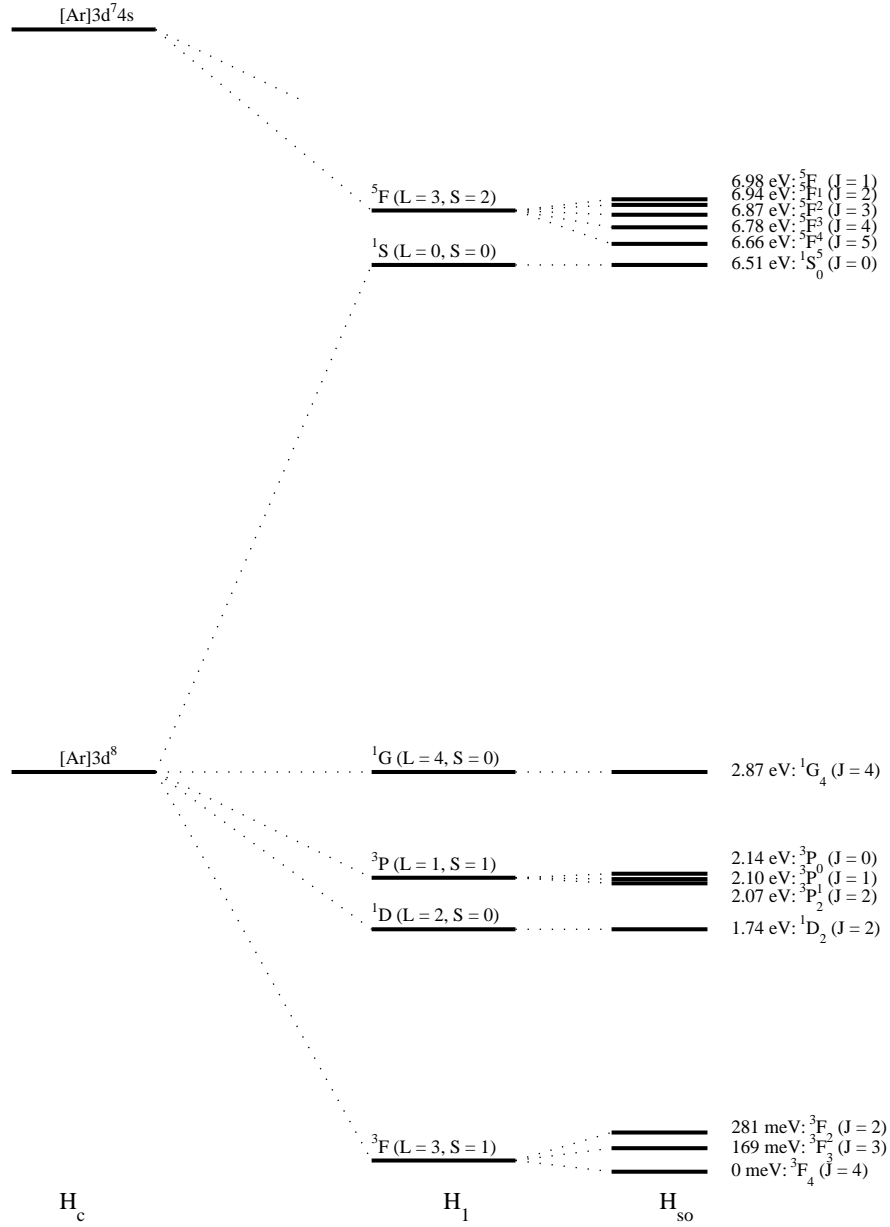 [Ar]3d⁷4s
⁵F (L = 3, S = 2)
¹S (L = 0, S = 0)
6.98 eV: ⁵F₁ (J = 1)
6.94 eV: ⁵F₂ (J = 2)
6.87 eV: ⁵F₃ (J = 3)
6.78 eV: ⁵F₄ (J = 4)
6.66 eV: ⁵F₅ (J = 5)
6.51 eV: ¹S₀ (J = 0)
[Ar]3d⁸
¹G (L = 4, S = 0)
2.87 eV: ¹G₄ (J = 4)
³P (L = 1, S = 1)
2.14 eV: ³P₀ (J = 0)
2.10 eV: ³P₁ (J = 1)
2.07 eV: ³P₂ (J = 2)
¹D (L = 2, S = 0)
1.74 eV: ¹D₂ (J = 2)
³F (L = 3, S = 1)
281 meV: ³F₂ (J = 2)
169 meV: ³F₃ (J = 3)
0 meV: ³F₄ (J = 4)
H_c
H₁
H_so